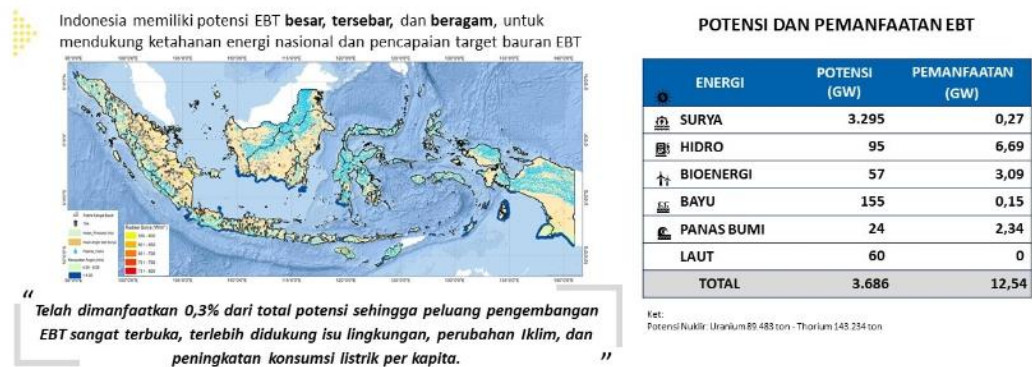 Indonesia memiliki potensi EBT besar, tersebar, dan beragam, untuk
mendukung ketahanan energi nasional dan pencapaian target bauran EBT
“
Telah dimanfaatkan 0,3% dari total potensi sehingga peluang pengembangan
EBT sangat terbuka, terlebih didukung isu lingkungan, perubahan Iklim, dan
peningkatan konsumsi listrik per kapita.
”
POTENSI DAN PEMANFAATAN EBT
ENERGI POTENSI (GW) PEMANFAATAN (GW)
SURYA 3.295 0,27
HIDRO 95 6,69
BIOENERGI 57 3,09
BAYU 155 0,15
PANAS BUMI 24 2,34
LAUT 60 0
TOTAL 3.686 12,54
Ket:
Potensi Nuklir: Uranium 89.483 ton - Thorium 143.234 ton